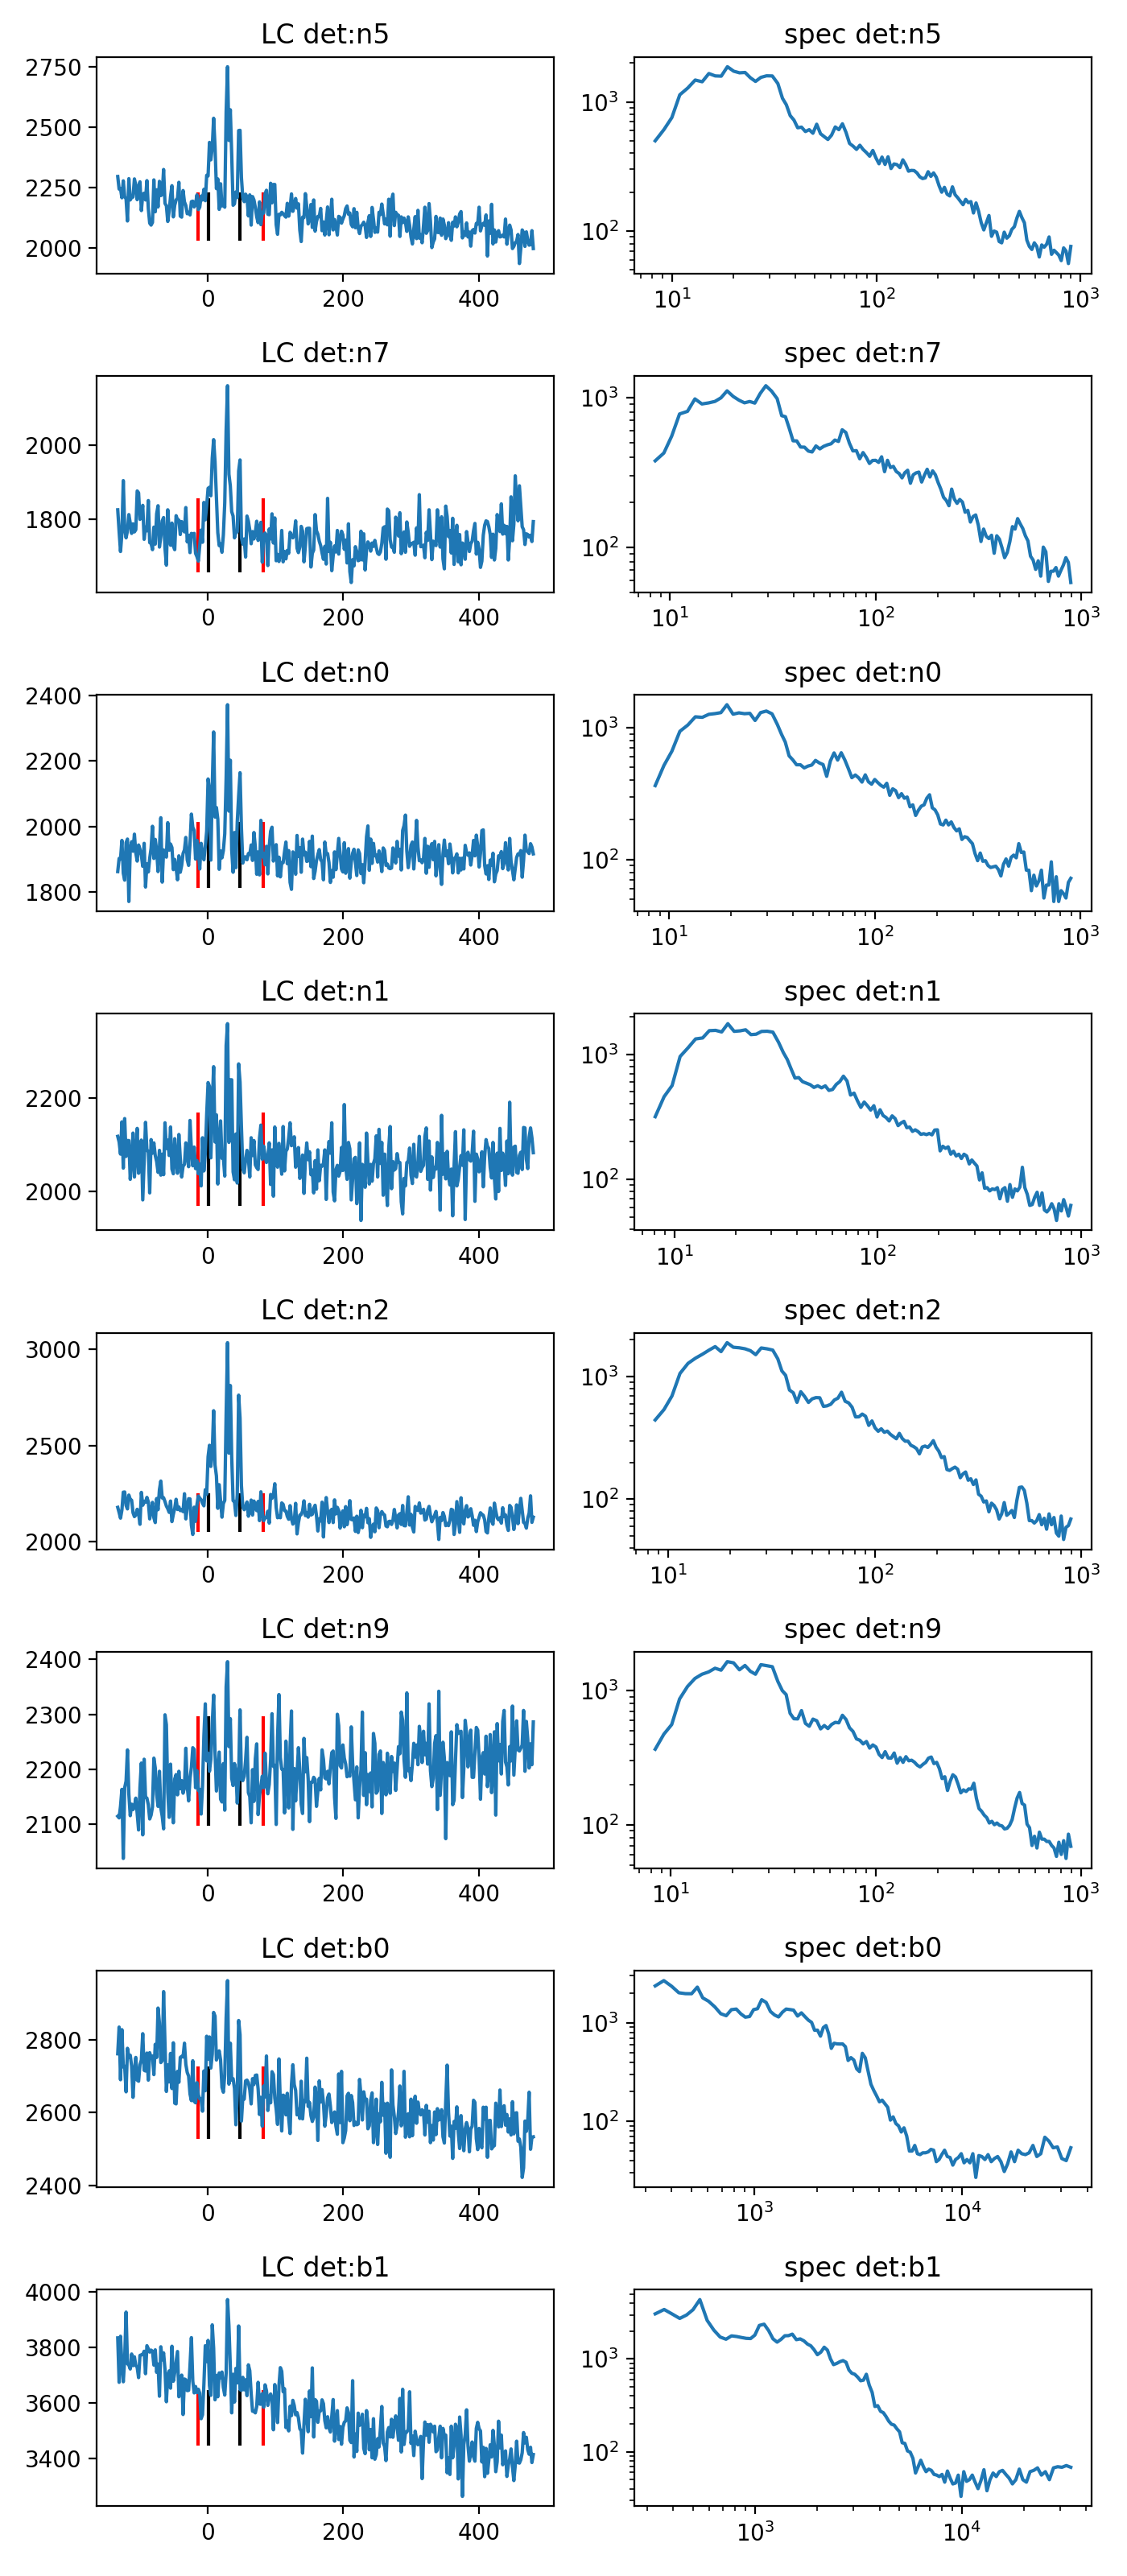 LC det:n5 spec det:n5
2750
2500
2250
2000
10³
10²
0 200 400
10¹ 10² 10³
LC det:n7 spec det:n7
2000
1800
10³
10²
0 200 400
10¹ 10² 10³
LC det:n0 spec det:n0
2400
2200
2000
1800
10³
10²
0 200 400
10¹ 10² 10³
LC det:n1 spec det:n1
2200
2000
10³
10²
0 200 400
10¹ 10² 10³
LC det:n2 spec det:n2
3000
2500
2000
10³
10²
0 200 400
10¹ 10² 10³
LC det:n9 spec det:n9
2400
2300
2200
2100
10³
10²
0 200 400
10¹ 10² 10³
LC det:b0 spec det:b0
2800
2600
2400
10³
10²
0 200 400
10³ 10⁴
LC det:b1 spec det:b1
4000
3800
3600
3400
10³
10²
0 200 400
10³ 10⁴